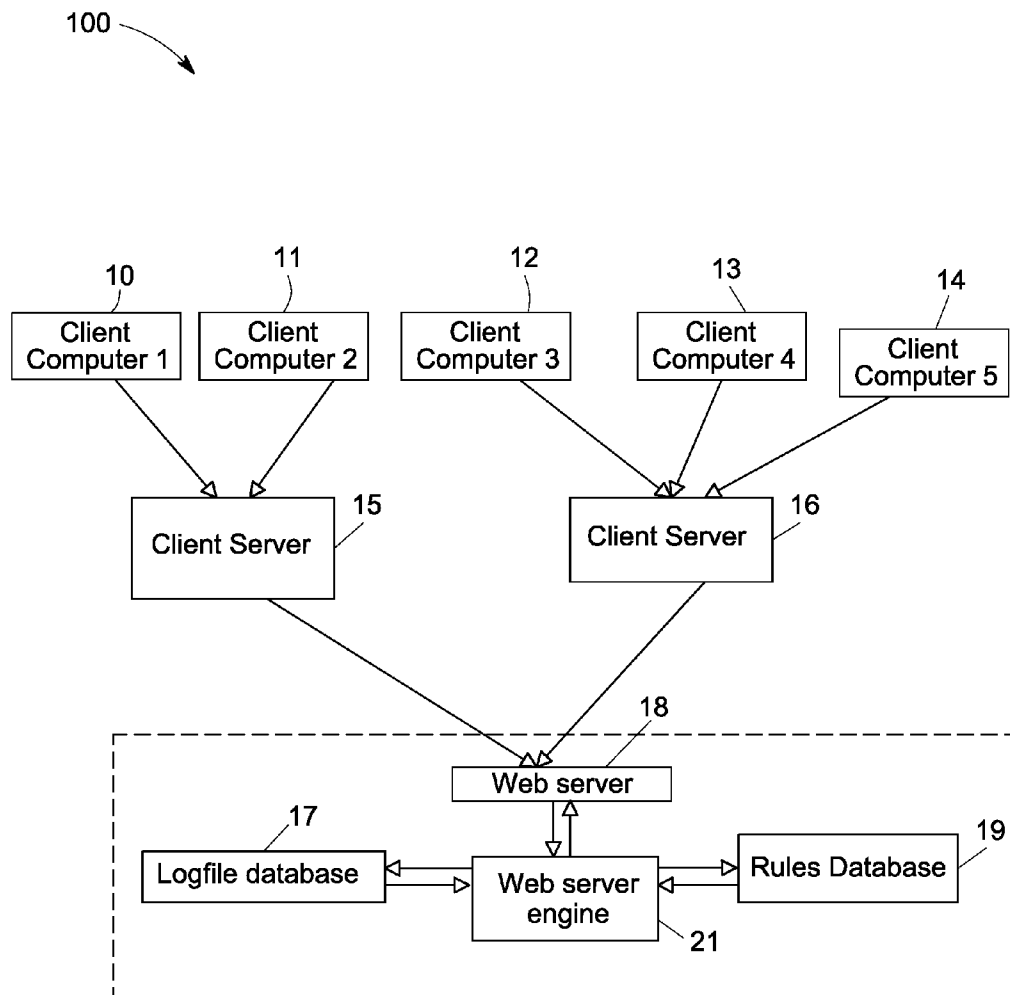 100
10
11
12
13
14
Client
Computer 1
Client
Computer 2
Client
Computer 3
Client
Computer 4
Client
Computer 5
15
Client Server
16
Client Server
18
Web server
17
Logfile database
Web server
engine
21
Rules Database
19